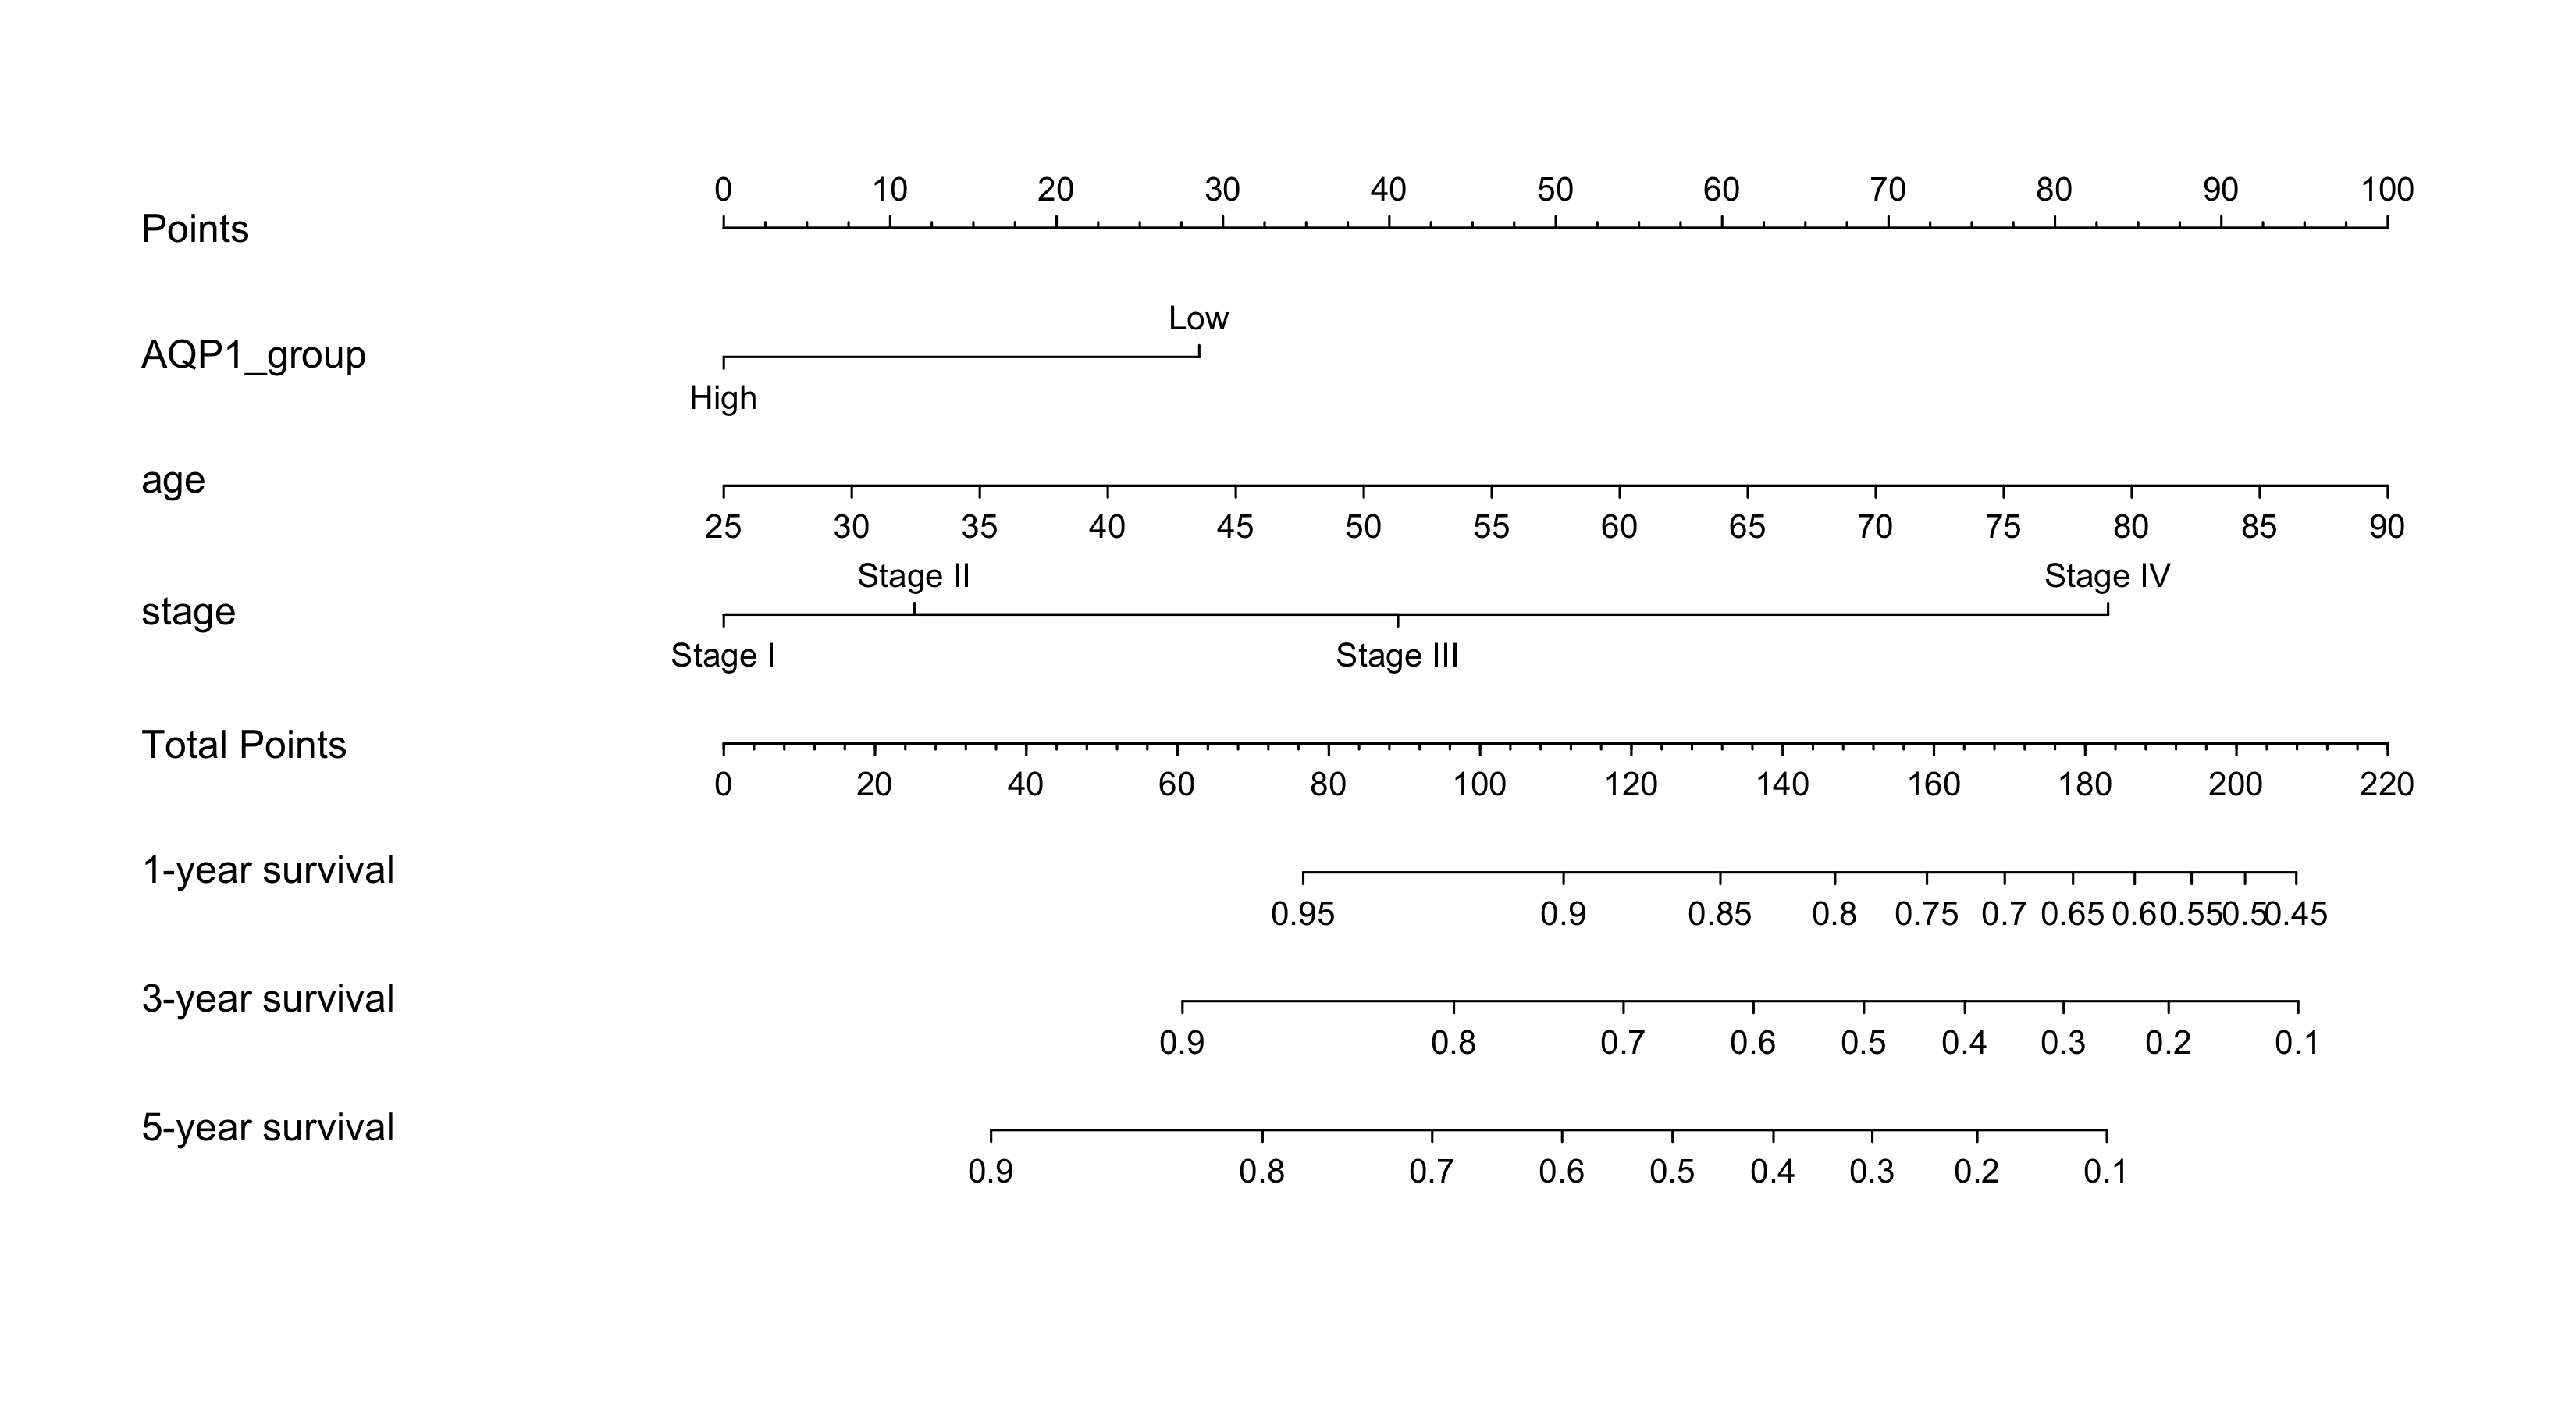 0 10 20 30 40 50 60 70 80 90 100
Points
Low
AQP1_group
High
age
25 30 35 40 45 50 55 60 65 70 75 80 85 90
Stage II Stage IV
stage
Stage I Stage III
Total Points
0 20 40 60 80 100 120 140 160 180 200 220
1-year survival
0.95 0.9 0.85 0.8 0.75 0.7 0.65 0.6 0.55 0.5 0.45
3-year survival
0.9 0.8 0.7 0.6 0.5 0.4 0.3 0.2 0.1
5-year survival
0.9 0.8 0.7 0.6 0.5 0.4 0.3 0.2 0.1